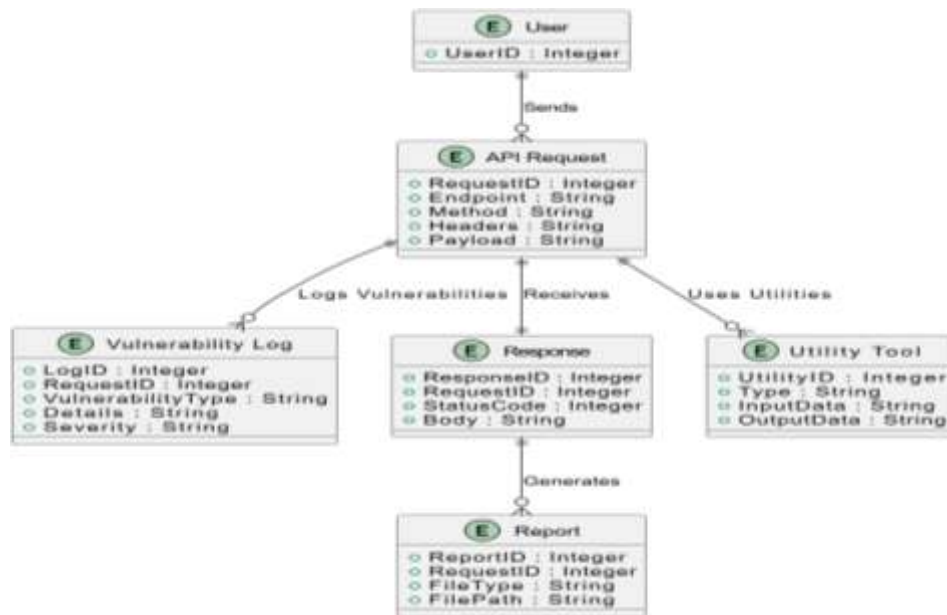 E User
UserID : Integer
Sends
E API Request
RequestID : Integer
Endpoint : String
Method : String
Headers : String
Payload : String
Logs Vulnerabilities
Receives
Uses Utilities
E Vulnerability Log
LogID : Integer
RequestID : Integer
VulnerabilityType : String
Details : String
Severity : String
E Response
ResponseID : Integer
RequestID : Integer
StatusCode : Integer
Body : String
E Utility Tool
UtilityID : Integer
Type : String
InputData : String
OutputData : String
Generates
E Report
ReportID : Integer
RequestID : Integer
FileType : String
FilePath : String